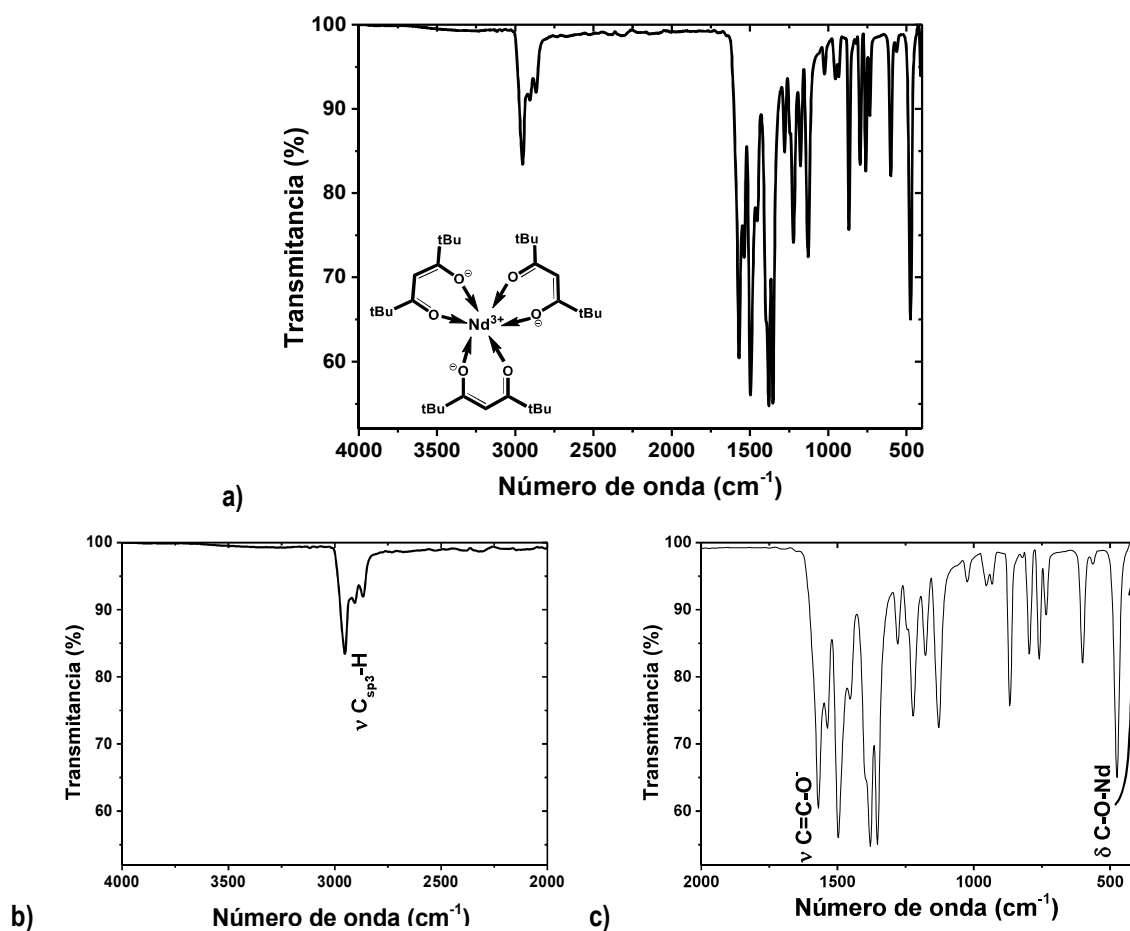 100
90
80
70
60
Transmitancia (%)
tBu
tBu
O⊖
O
tBu
tBu
O
O
⊖
Nd3+
⊖O
O
tBu
tBu
4000 3500 3000 2500 2000 1500 1000 500
Número de onda (cm-1)
a)
100
90
80
70
60
Transmitancia (%)
ν Csp3-H
4000 3500 3000 2500 2000
Número de onda (cm-1)
b)
100
90
80
70
60
Transmitancia (%)
ν C=C-O-
δ C-O-Nd
2000 1500 1000 500
Número de onda (cm-1)
c)